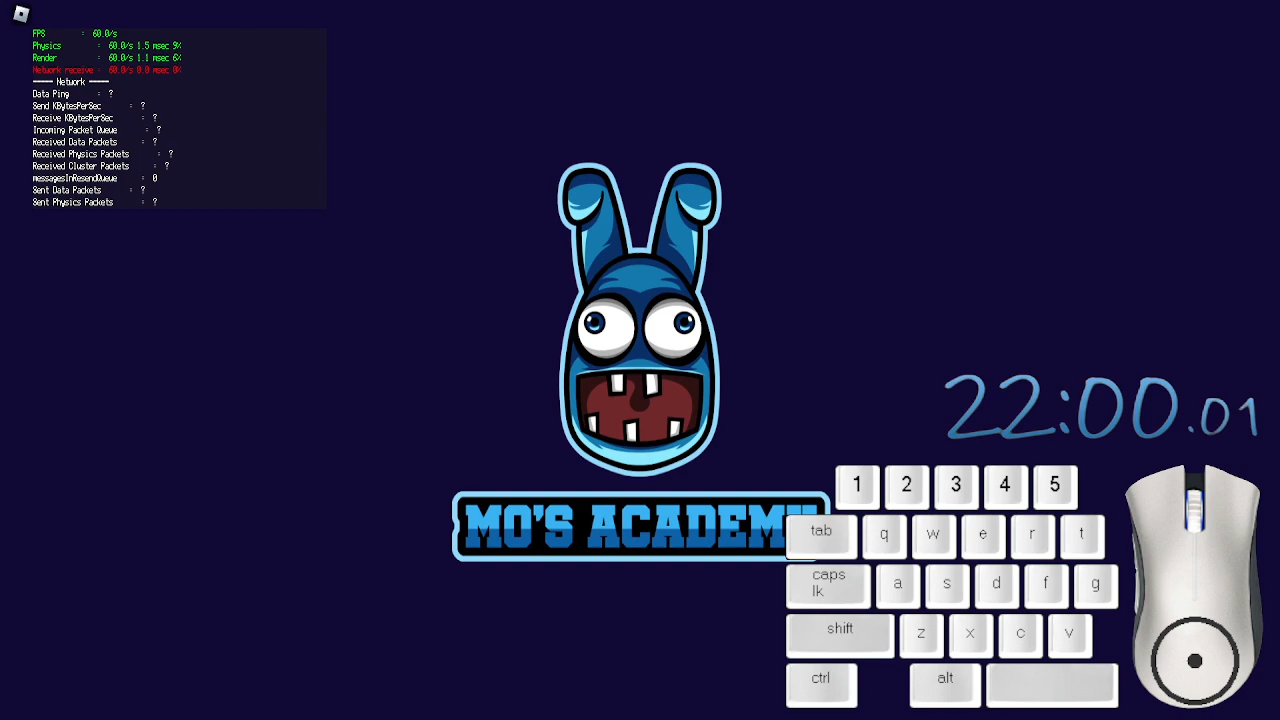 FPS : 60.0/s
Physics : 60.0/s 1.5 msec 9%
Render : 60.0/s 1.1 msec 6%
Network receive : 60.0/s 0.0 msec 0%
Network
Data Ping : ?
Send KBytesPerSec : ?
Receive KBytesPerSec : ?
Incoming Packet Queue : ?
Received Data Packets : ?
Received Physics Packets : ?
Received Cluster Packets : ?
messagesInResendQueue : 0
Sent Data Packets : ?
Sent Physics Packets : ?
22:00.01
MO'S ACADEMY
1 2 3 4 5
tab q w e r t
caps lk a s d f g
shift z x c v
ctrl alt